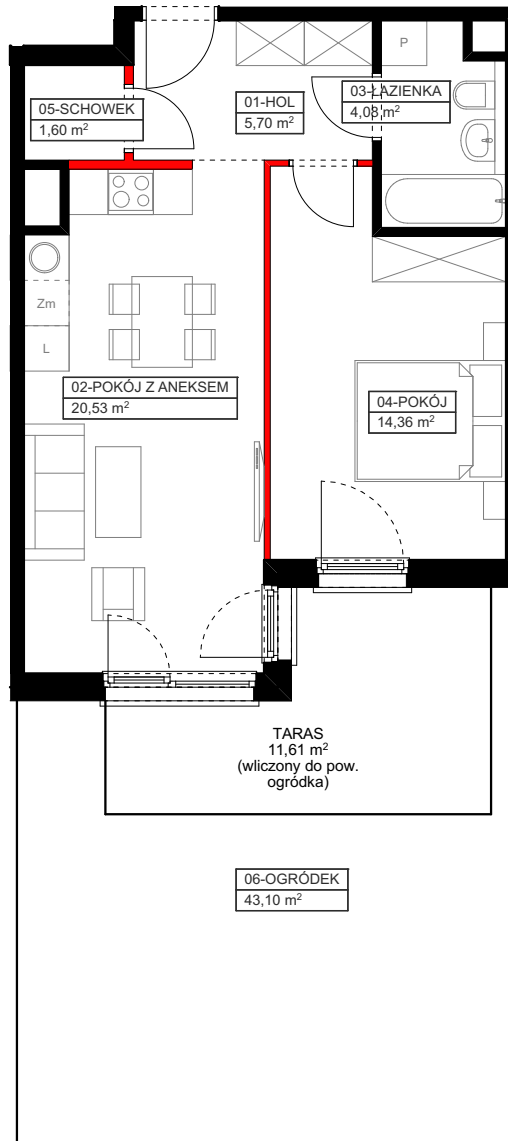 P
03-ŁAZIENKA
4,08 m²
01-HOL
5,70 m²
05-SCHOWEK
1,60 m²
Zm
L
02-POKÓJ Z ANEKSEM
20,53 m²
04-POKÓJ
14,36 m²
TARAS
11,61 m²
(wliczony do pow.
ogródka)
06-OGRÓDEK
43,10 m²